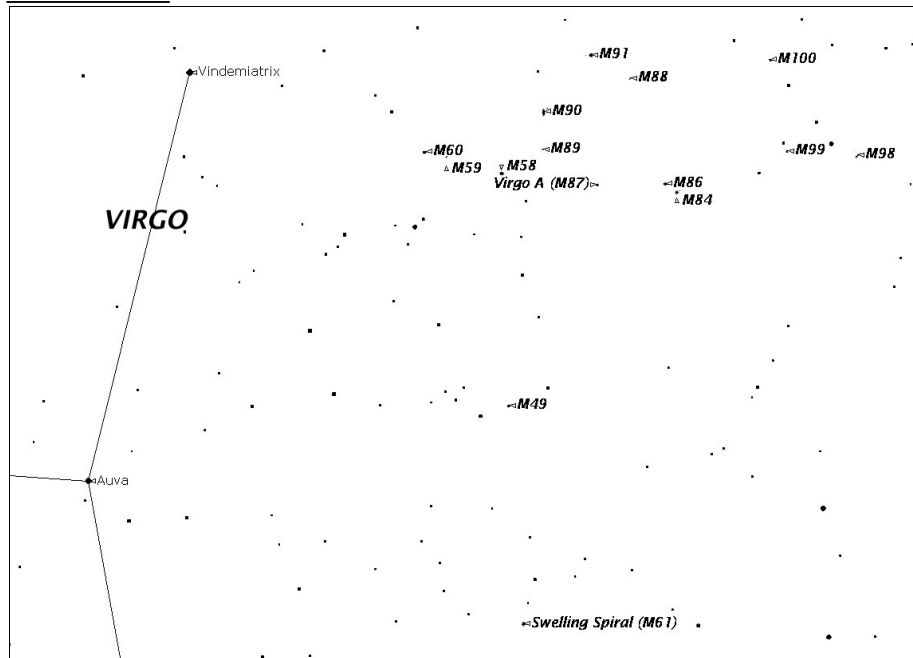 M91
M100
Vindemiatrix
M88
M90
M60
M89
M99
M98
M59
M58
Virgo A (M87)
M86
M84
VIRGO
M49
Auva
Swelling Spiral (M61)